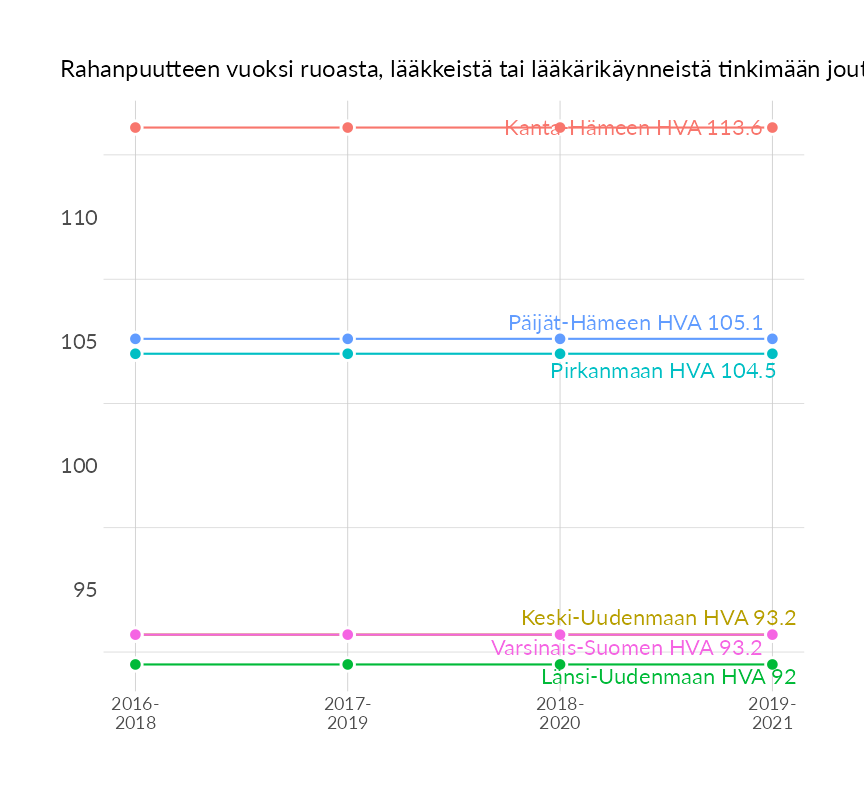 Rahanpuutteen vuoksi ruoasta, lääkkeistä tai lääkärikäynneistä tinkimään jout
Kanta-Hämeen HVA 113.6
110
Päijät-Hämeen HVA 105.1
105
Pirkanmaan HVA 104.5
100
95
Keski-Uudenmaan HVA 93.2
Varsinais-Suomen HVA 93.2
Länsi-Uudenmaan HVA 92
2016- 2017- 2018- 2019-
2018 2019 2020 2021